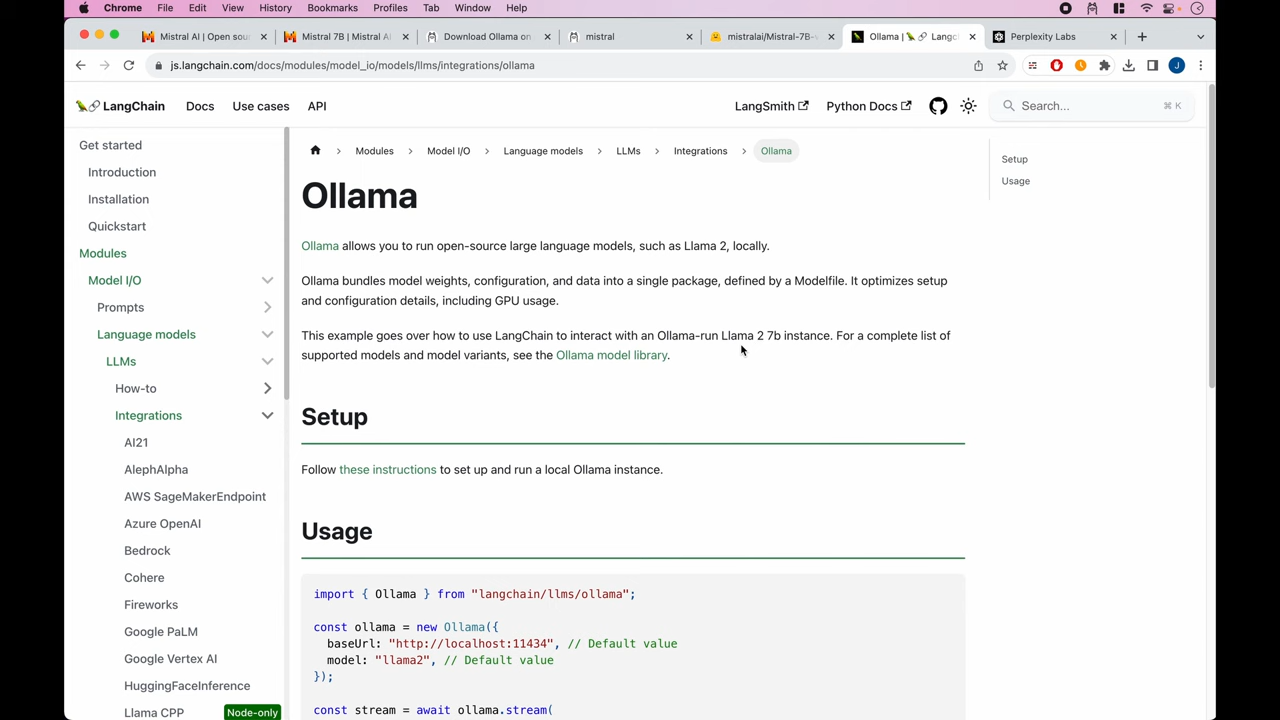 Chrome File Edit View History Bookmarks Profiles Tab Window Help
Mistral AI | Open sou
Mistral 7B | Mistral A
Download Ollama on
mistral
mistralai/Mistral-7B-v
Ollama | Langc
Perplexity Labs
js.langchain.com/docs/modules/model_io/models/llms/integrations/ollama
J
LangChain Docs Use cases API LangSmith Python Docs Search... ⌘ K
Get started
Introduction
Installation
Quickstart
Modules
Model I/O
Prompts
Language models
LLMs
How-to
Integrations
AI21
AlephAlpha
AWS SageMakerEndpoint
Azure OpenAI
Bedrock
Cohere
Fireworks
Google PaLM
Google Vertex AI
HuggingFaceInference
Llama CPP Node-only
Modules > Model I/O > Language models > LLMs > Integrations > Ollama
Ollama
Ollama allows you to run open-source large language models, such as Llama 2, locally.
Ollama bundles model weights, configuration, and data into a single package, defined by a Modelfile. It optimizes setup
and configuration details, including GPU usage.
This example goes over how to use LangChain to interact with an Ollama-run Llama 2 7b instance. For a complete list of
supported models and model variants, see the Ollama model library.
Setup
Follow these instructions to set up and run a local Ollama instance.
Usage
import { Ollama } from "langchain/llms/ollama";
const ollama = new Ollama({
baseUrl: "http://localhost:11434", // Default value
model: "llama2", // Default value
});
const stream = await ollama.stream(
Setup
Usage